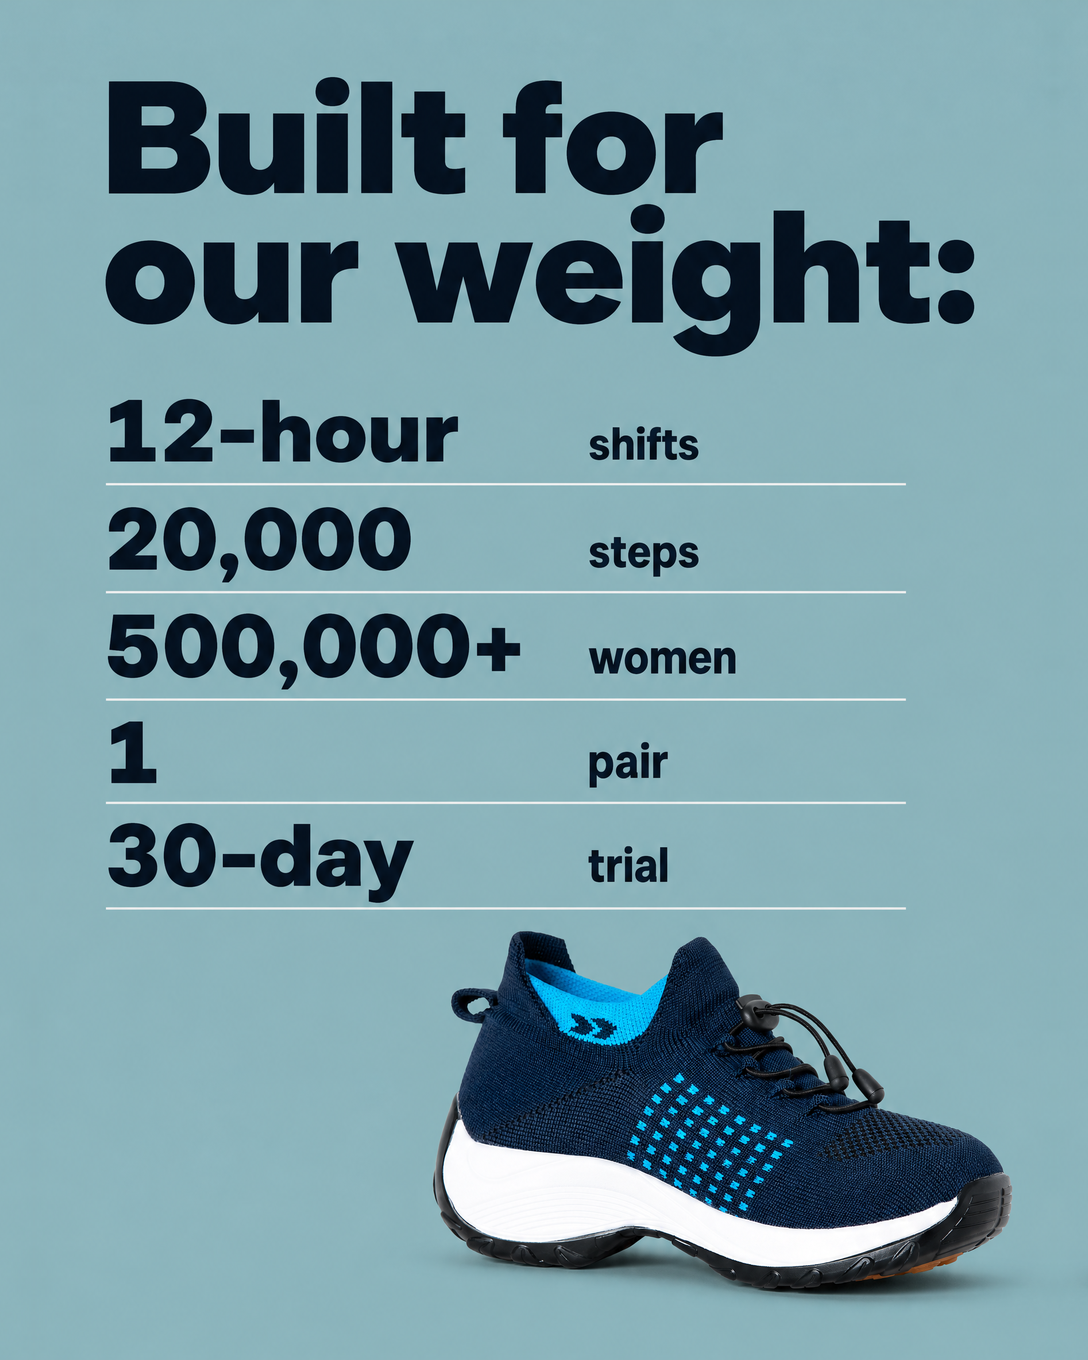 Built for
our weight:
12-hour shifts
20,000 steps
500,000+ women
1 pair
30-day trial